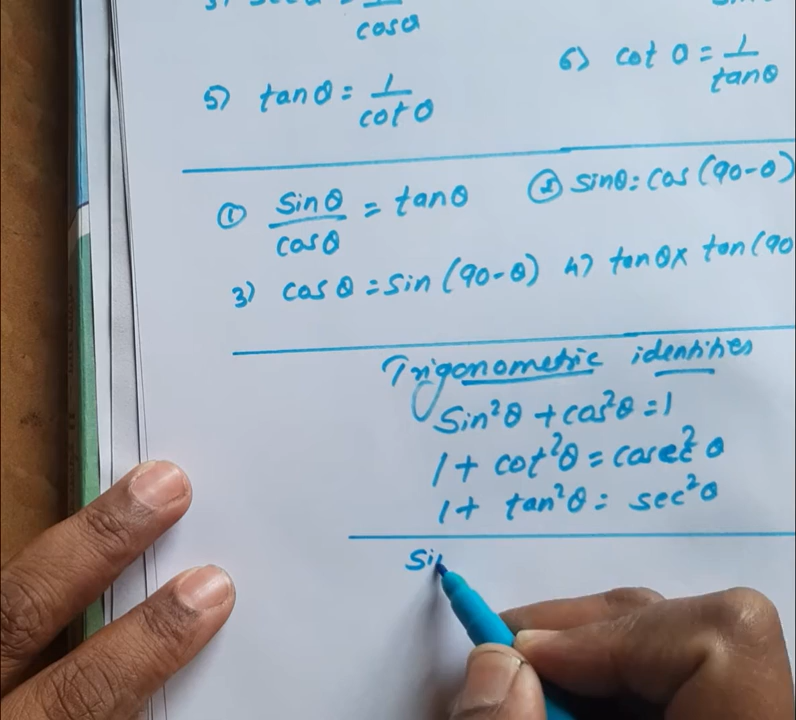 cosθ
6) cot θ = 1/tanθ
5) tanθ = 1/cotθ
① sinθ/cosθ = tanθ ② sinθ = cos (90-θ)
3) cosθ = sin (90-θ) 4) tanθ x tan (90
Trigonometric identities
Sin²θ + cos²θ = 1
1 + cot²θ = cosec²θ
1 + tan²θ = sec²θ
Si